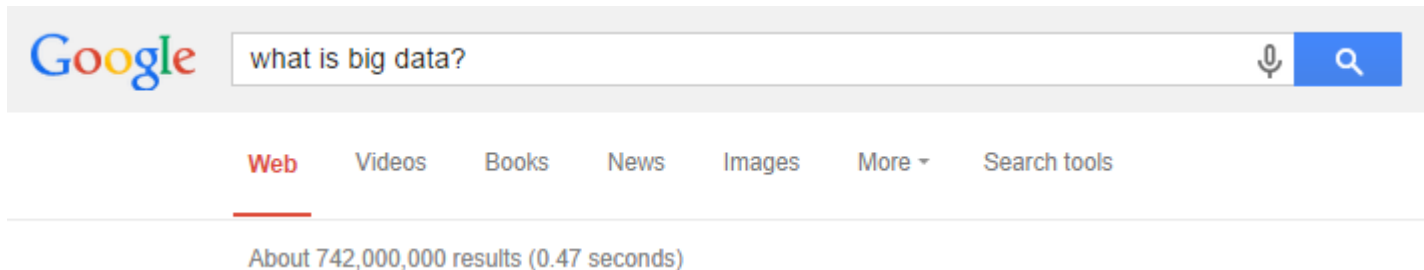 Google what is big data?
Web Videos Books News Images More Search tools
About 742,000,000 results (0.47 seconds)